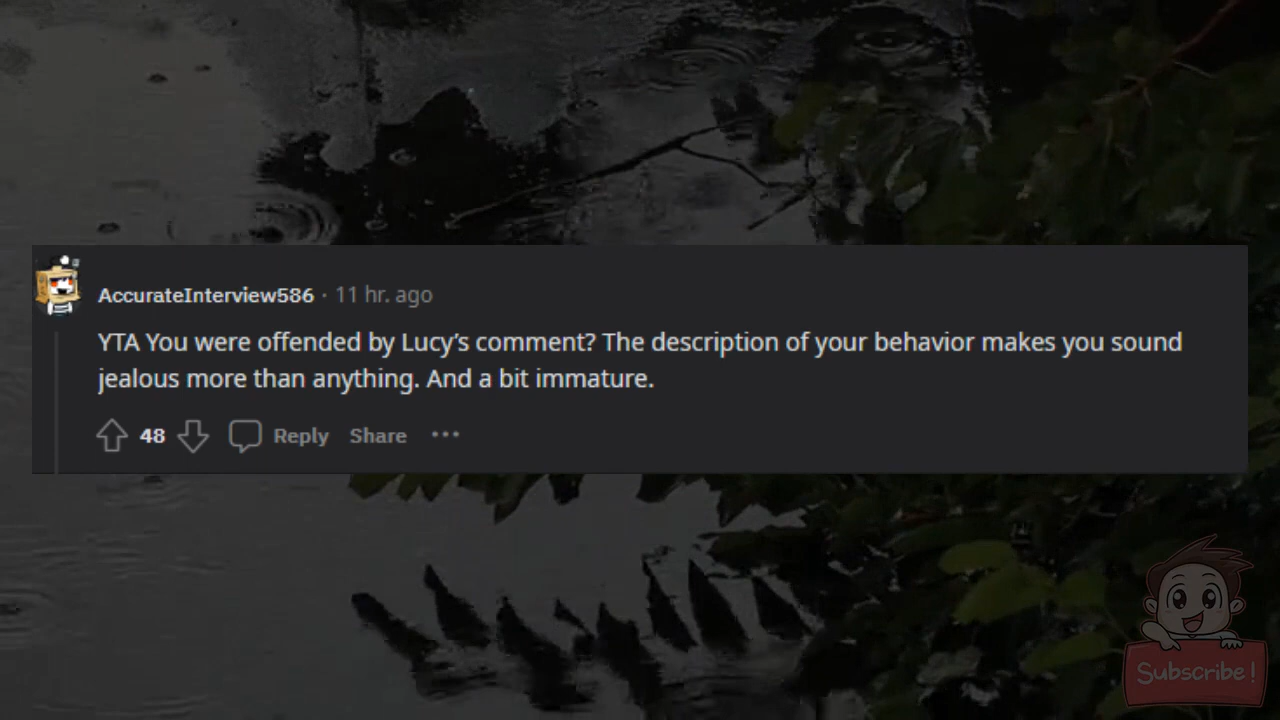 AccurateInterview586 · 11 hr. ago
YTA You were offended by Lucy’s comment? The description of your behavior makes you sound
jealous more than anything. And a bit immature.
48 Reply Share ···
Subscribe!